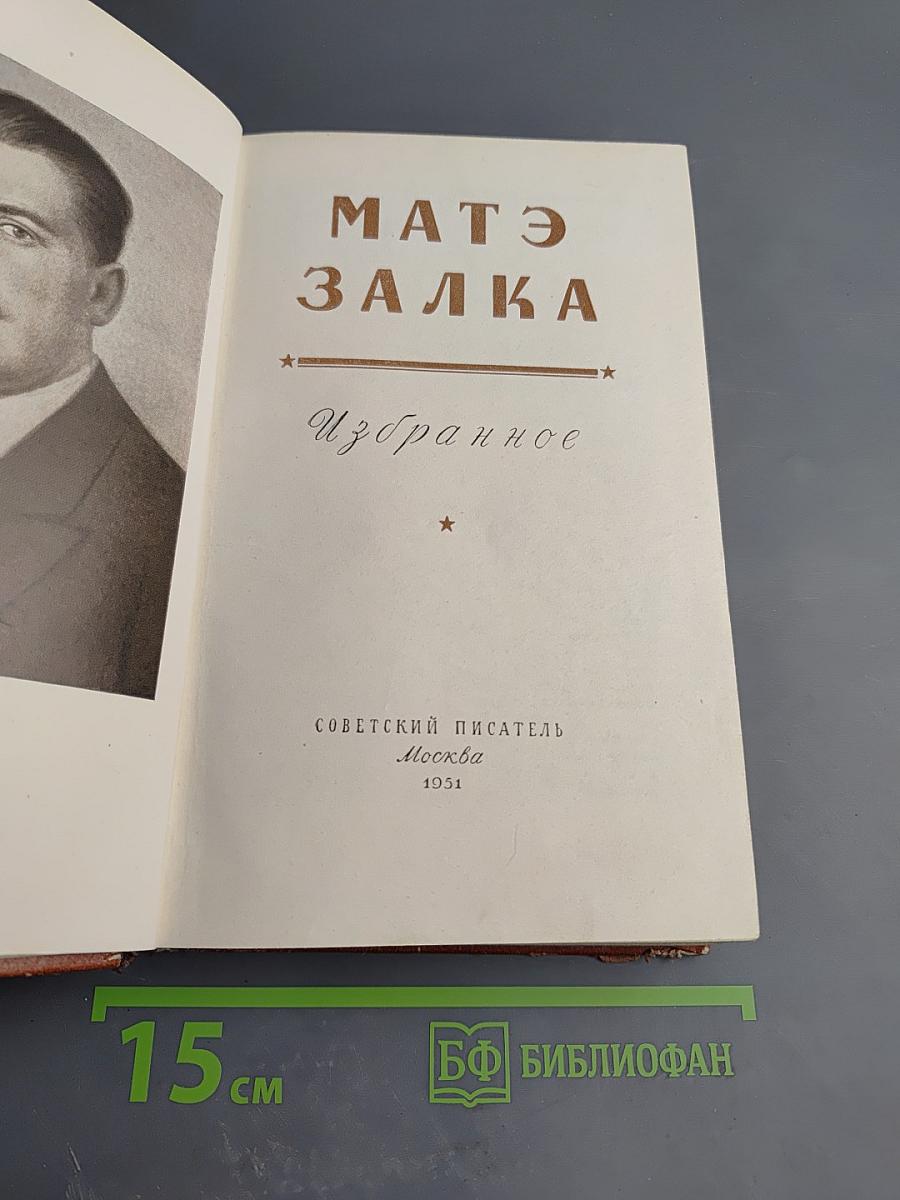 МАТЭ
ЗАЛКА
Избранное
СОВЕТСКИЙ ПИСАТЕЛЬ
Москва
1951
15 см
БФ БИБЛИОФАН